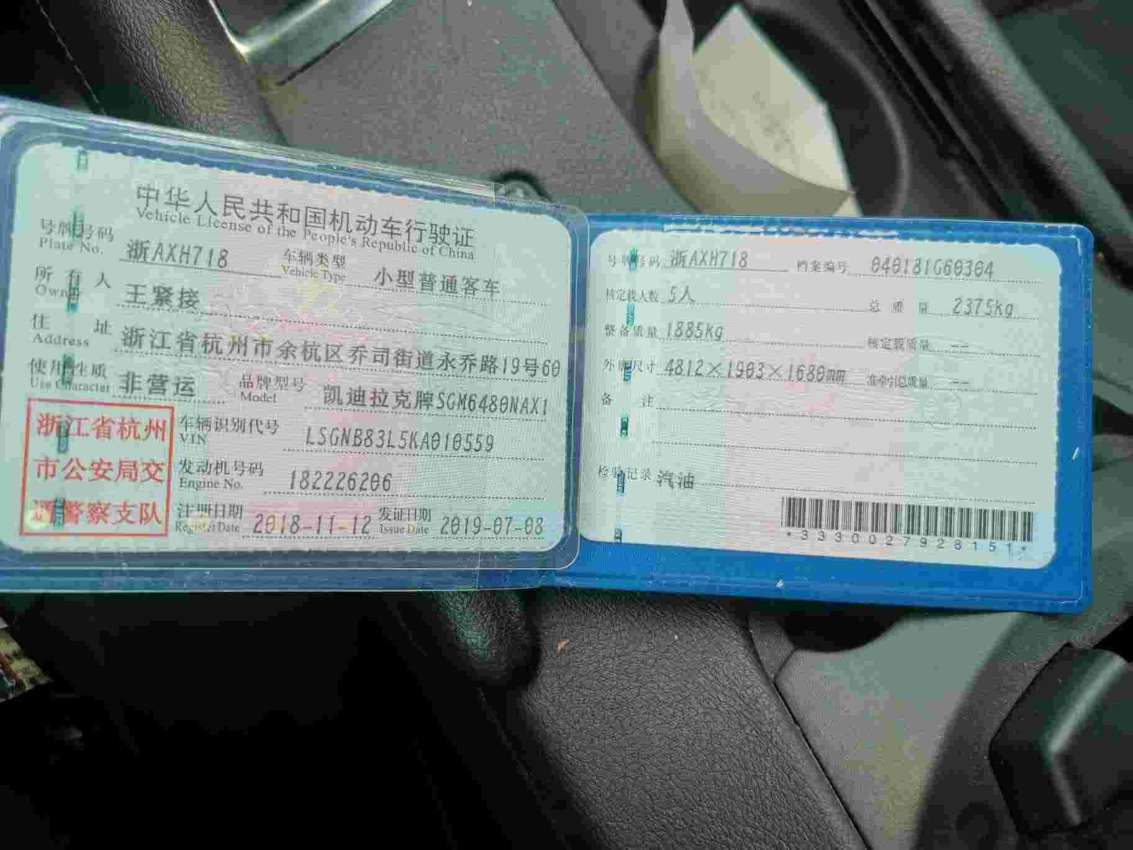 中华人民共和国机动车行驶证
Vehicle License of the People's Republic of China
号牌号码 浙AXH718 车辆类型 小型普通客车
Plate No. Vehicle Type
所有人 王紧接
Owner
住址 浙江省杭州市余杭区乔司街道永乔路19号60
Address
使用性质 非营运 品牌型号 凯迪拉克牌SGM6480NAX1
Use Character Model
浙江省杭州
市公安局交
通警察支队
车辆识别代号 LSGNB83L5KA010559
VIN
发动机号码 182226206
Engine No.
注册日期 2018-11-12 发证日期 2019-07-08
Register Date Issue Date
号牌号码 浙AXH718 档案编号 040181G60304
核定载人数 5人 总质量 2375kg
整备质量 1885kg 核定载质量 --
外廓尺寸 4812×1903×1680mm 准牵引总质量 --
备注
检验记录 汽油
*3330027928151*